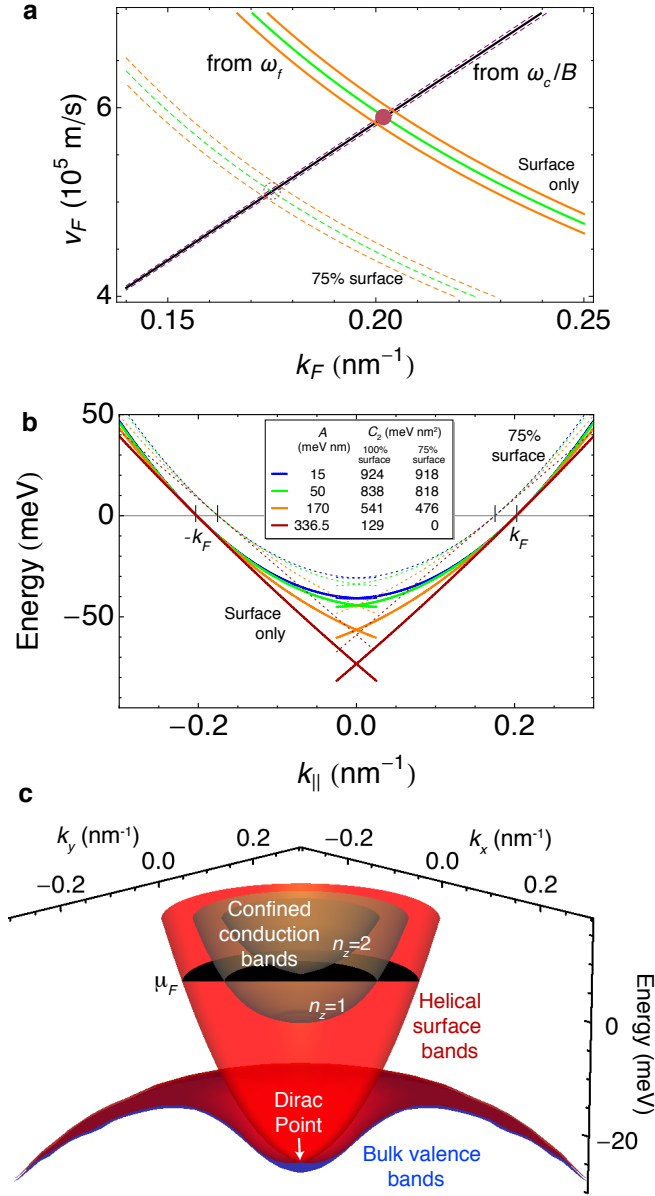 a
from ω_f
from ω_c/B
Surface only
75% surface
v_F (10^5 m/s)
6
4
0.15 0.20 0.25
k_F (nm^-1)
b
50
0
−50
Energy (meV)
A (meV nm) C_2 (meV nm²)
100% surface 75% surface
15 924 918
50 838 818
170 541 476
336.5 129 0
75% surface
-k_F
k_F
Surface only
−0.2 0.0 0.2
k_|| (nm^-1)
c
k_y (nm^-1)
k_x (nm^-1)
−0.2 0.0 0.2 −0.2 0.0 0.2
Confined conduction bands
n_z=2
μ_F
n_z=1
Helical surface bands
Dirac Point
Bulk valence bands
0
−20
Energy (meV)